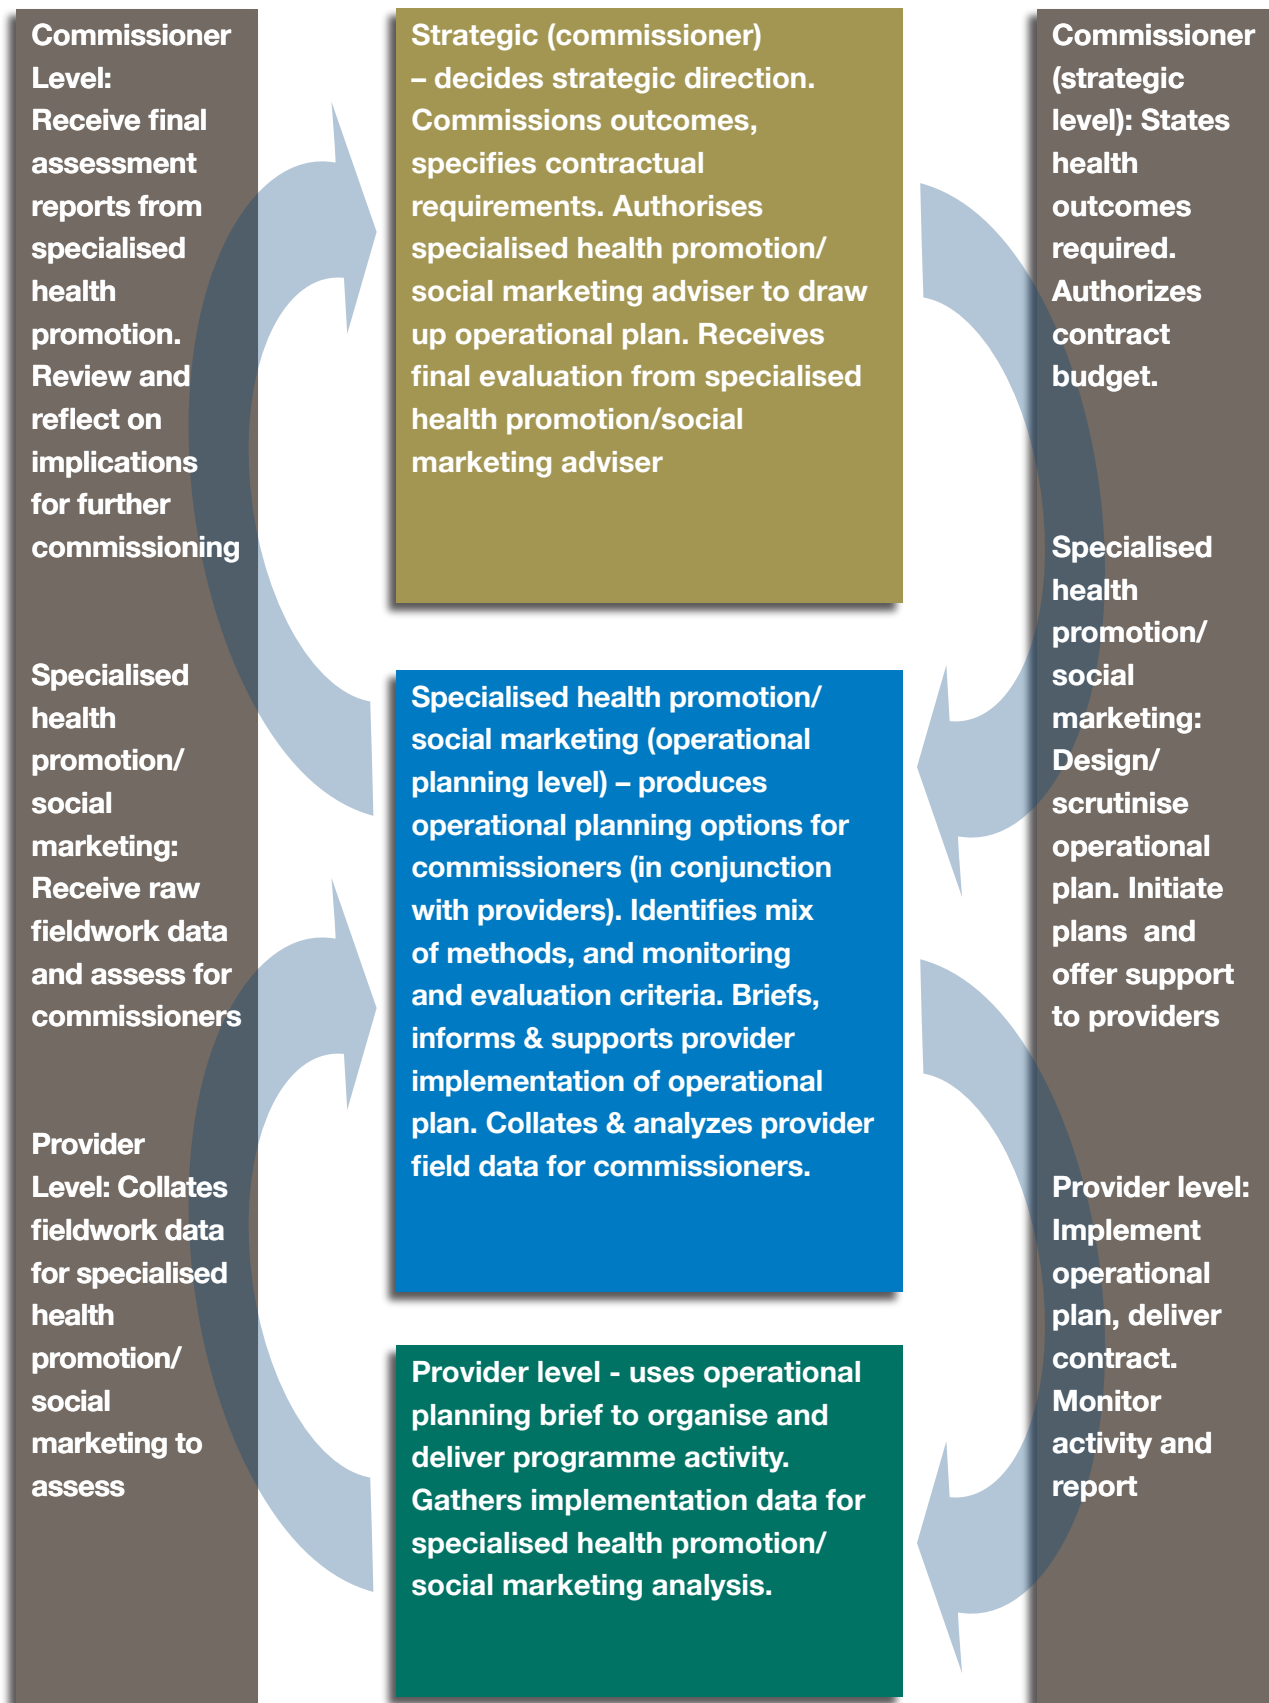 Commissioner
Level:
Receive final
assessment
reports from
specialised
health
promotion.
Review and
reflect on
implications
for further
commissioning
Specialised
health
promotion/
social
marketing:
Receive raw
fieldwork data
and assess for
commissioners
Provider
Level: Collates
fieldwork data
for specialised
health
promotion/
social
marketing to
assess
Strategic (commissioner)
– decides strategic direction.
Commissions outcomes,
specifies contractual
requirements. Authorises
specialised health promotion/
social marketing adviser to draw
up operational plan. Receives
final evaluation from specialised
health promotion/social
marketing adviser
Specialised health promotion/
social marketing (operational
planning level) – produces
operational planning options for
commissioners (in conjunction
with providers). Identifies mix
of methods, and monitoring
and evaluation criteria. Briefs,
informs & supports provider
implementation of operational
plan. Collates & analyzes provider
field data for commissioners.
Provider level - uses operational
planning brief to organise and
deliver programme activity.
Gathers implementation data for
specialised health promotion/
social marketing analysis.
Commissioner
(strategic
level): States
health
outcomes
required.
Authorizes
contract
budget.
Specialised
health
promotion/
social
marketing:
Design/
scrutinise
operational
plan. Initiate
plans  and
offer support
to providers
Provider level:
Implement
operational
plan, deliver
contract.
Monitor
activity and
report